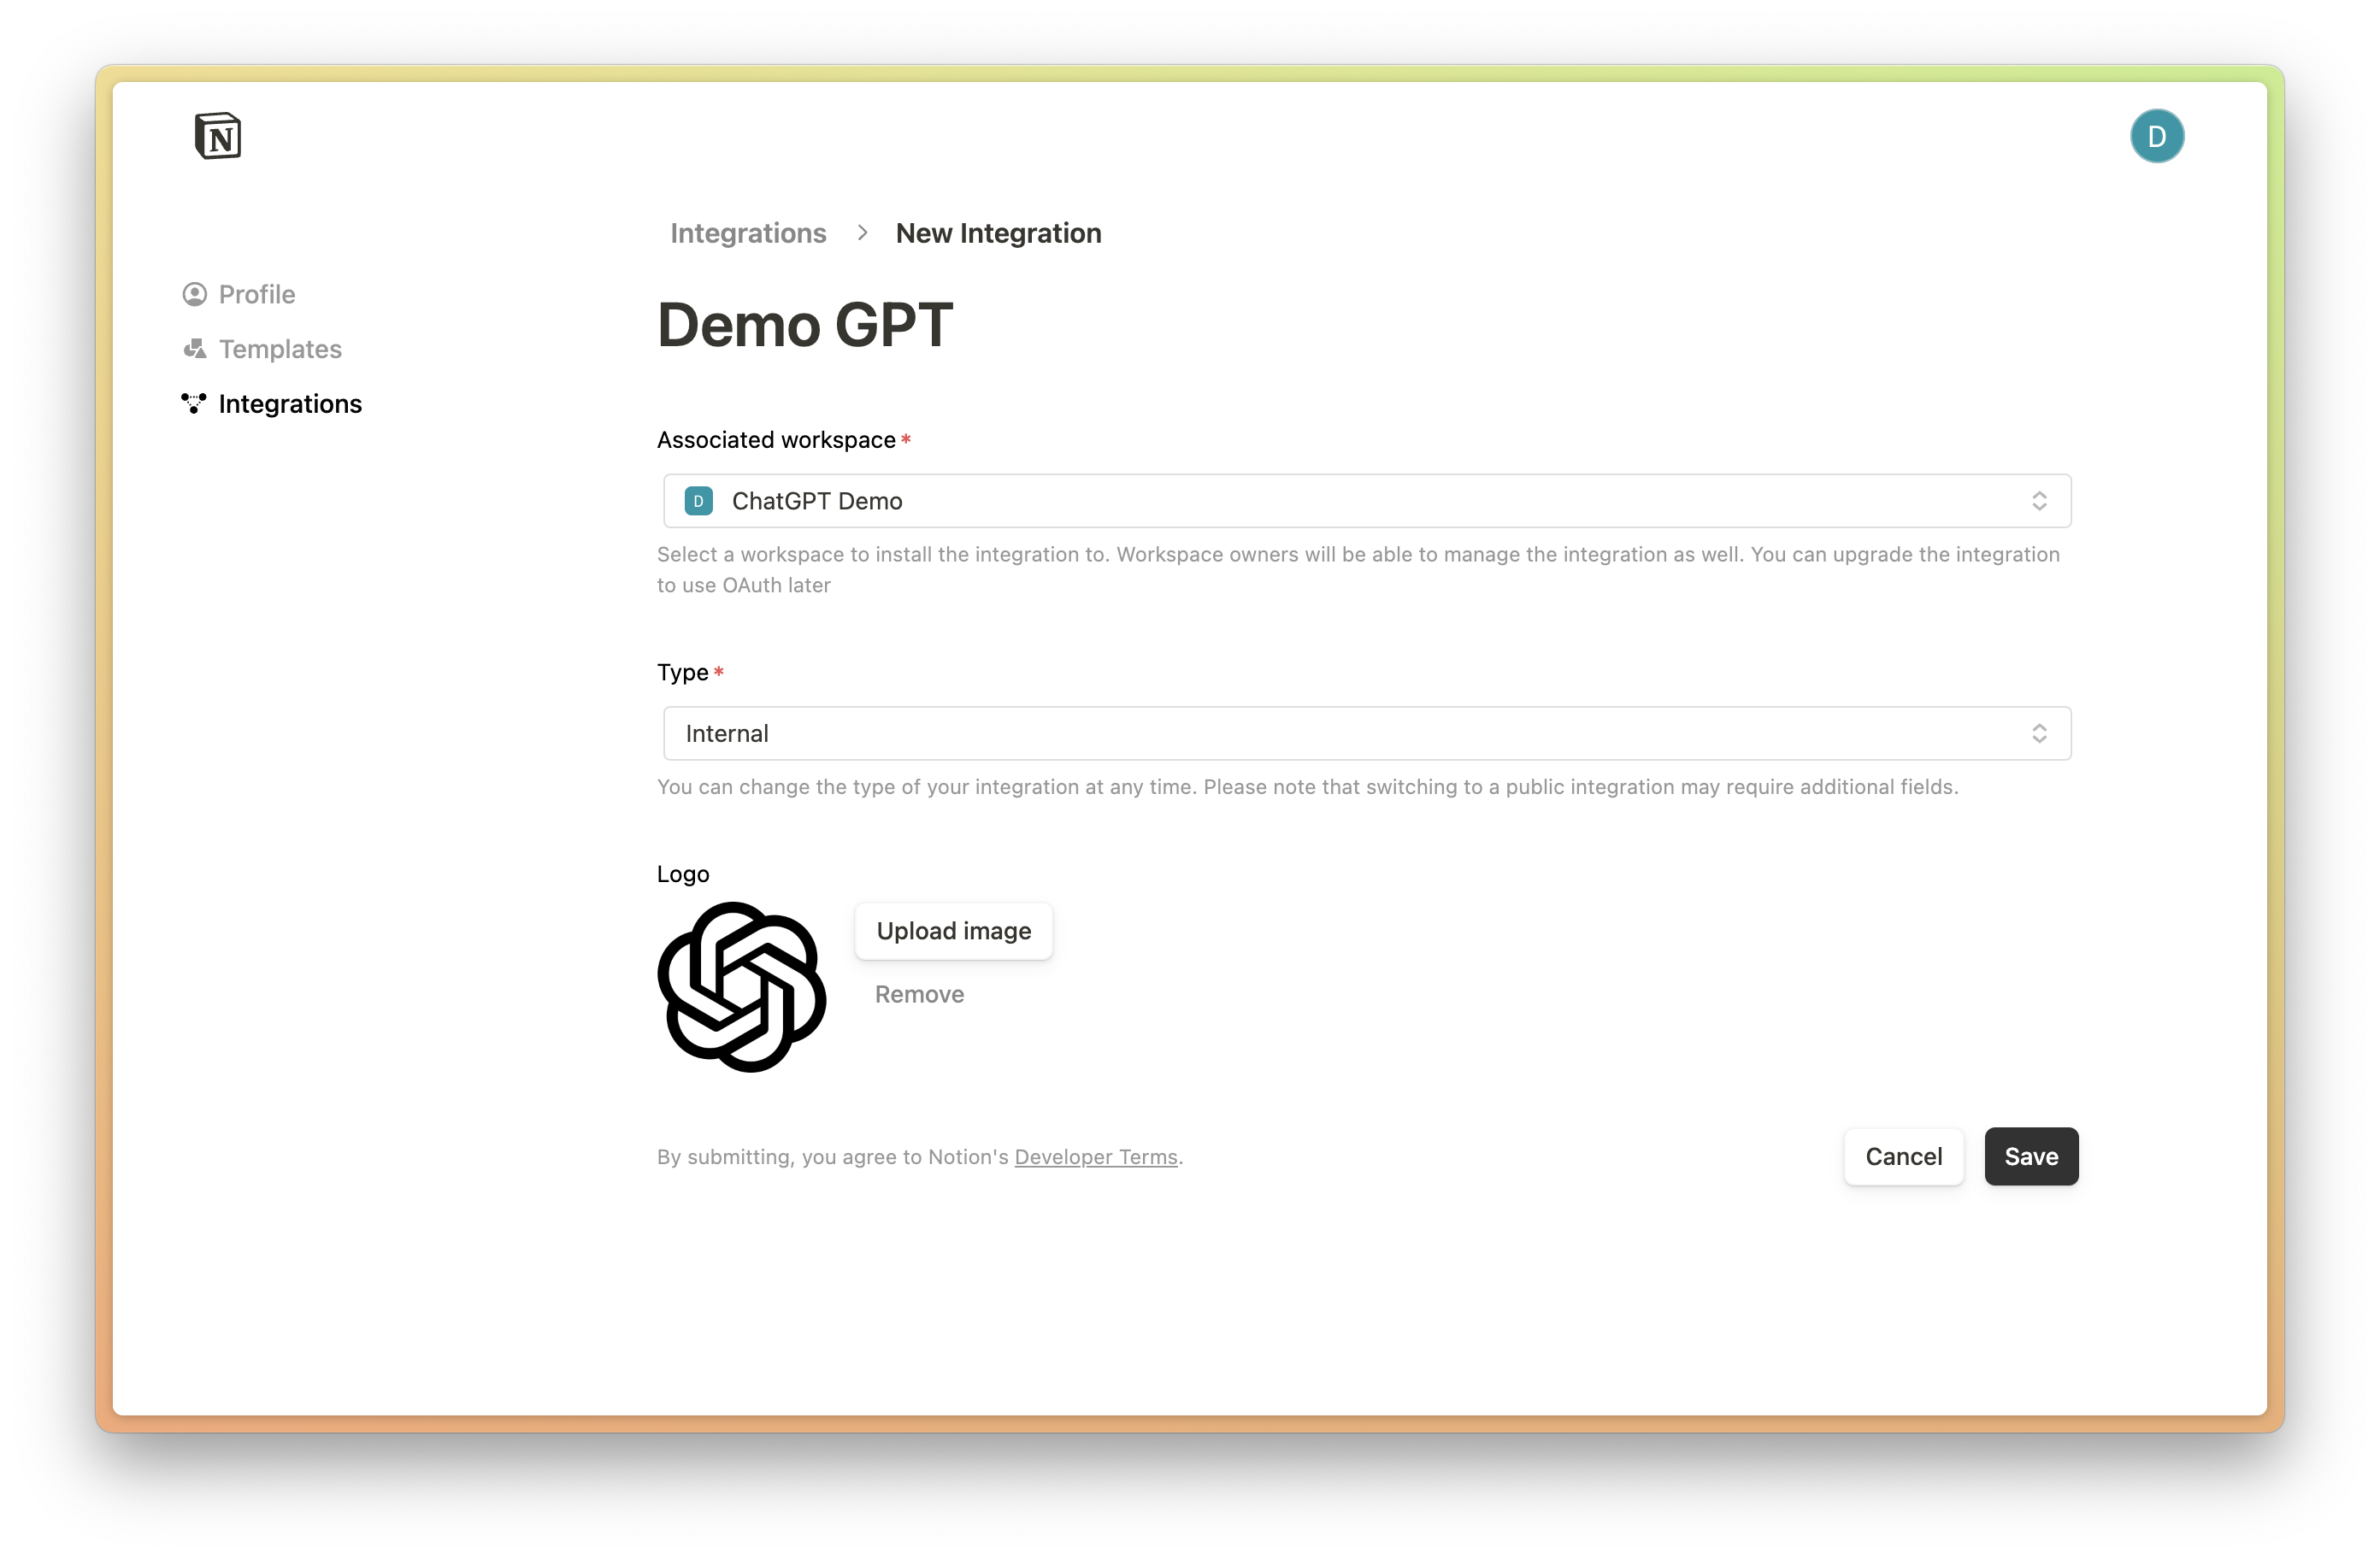 N
D
Integrations > New Integration
Profile
Templates
Integrations
Demo GPT
Associated workspace *
D ChatGPT Demo
Select a workspace to install the integration to. Workspace owners will be able to manage the integration as well. You can upgrade the integration
to use OAuth later
Type *
Internal
You can change the type of your integration at any time. Please note that switching to a public integration may require additional fields.
Logo
Upload image
Remove
By submitting, you agree to Notion's Developer Terms.
Cancel
Save